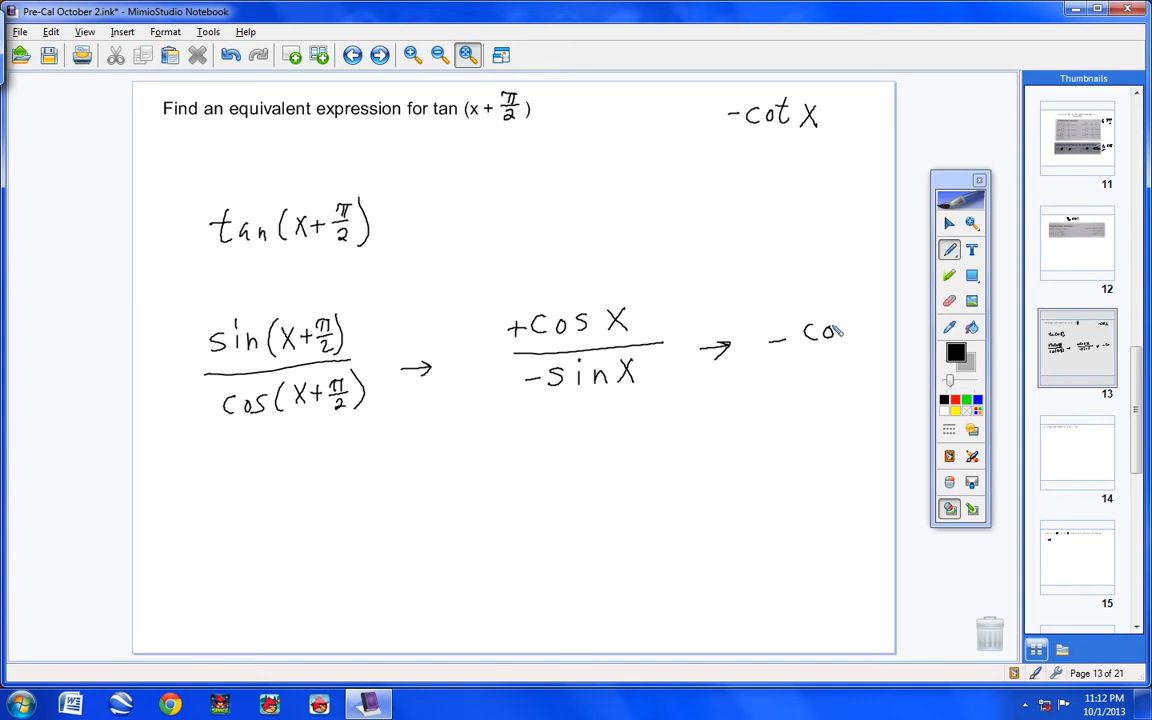 Pre-Cal October 2.ink* - MimioStudio Notebook
File Edit View Insert Format Tools Help
Thumbnails
Find an equivalent expression for tan (x + π/2 )
-cot x
tan(x+π/2)
sin(x+π/2)/cos(x+π/2) → +cos x/-sin x → - co
11
12
13
14
15
Page 13 of 21
11:12 PM
10/1/2013